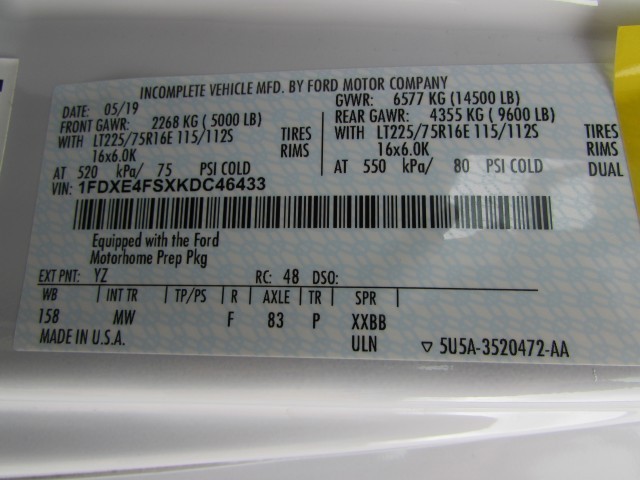 INCOMPLETE VEHICLE MFD. BY FORD MOTOR COMPANY
DATE: 05/19 GVWR: 6577 KG (14500 LB)
FRONT GAWR: 2268 KG ( 5000 LB) REAR GAWR: 4355 KG ( 9600 LB)
WITH LT225/75R16E 115/112S TIRES WITH LT225/75R16E 115/112S TIRES
16x6.0K RIMS 16x6.0K RIMS
AT 520 kPa/ 75 PSI COLD AT 550 kPa/ 80 PSI COLD DUAL
VIN: 1FDXE4FSXKDC46433
Equipped with the Ford
Motorhome Prep Pkg
EXT PNT: YZ RC: 48 DSO:
WB INT TR TP/PS R AXLE TR SPR
158 MW F 83 P XXBB
MADE IN U.S.A. ULN ▽ 5U5A-3520472-AA